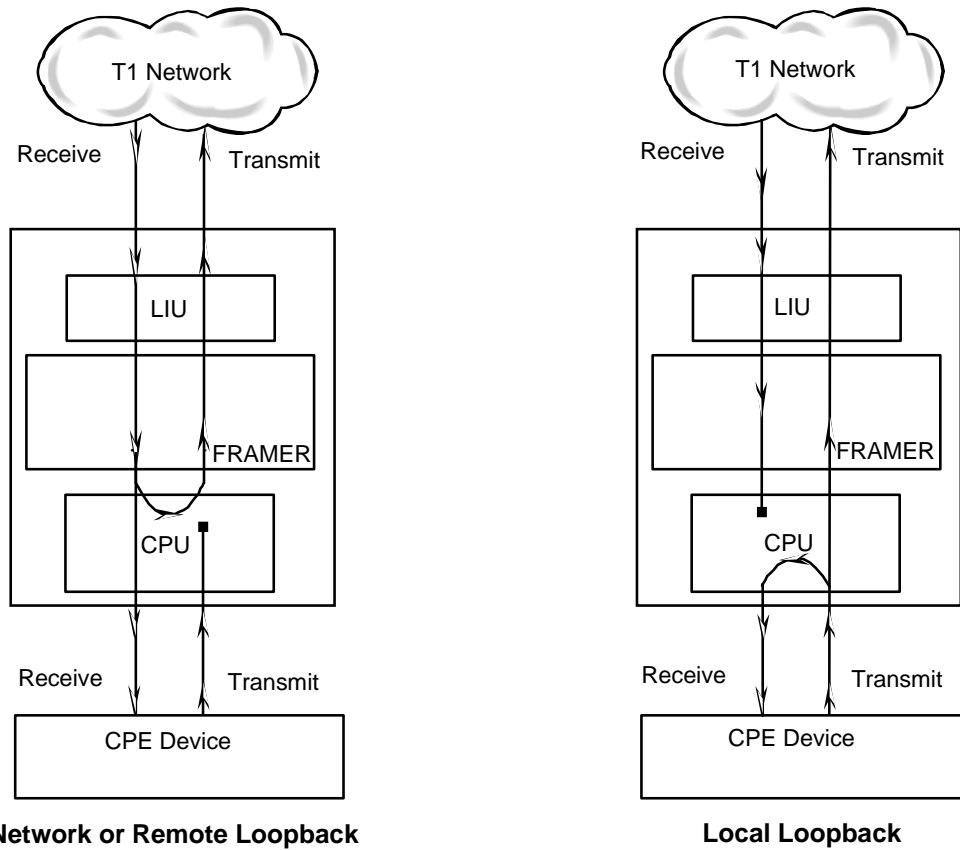 T1 Network
Receive
Transmit
LIU
FRAMER
CPU
Receive
Transmit
CPE Device
Network or Remote Loopback
T1 Network
Receive
Transmit
LIU
FRAMER
CPU
Receive
Transmit
CPE Device
Local Loopback